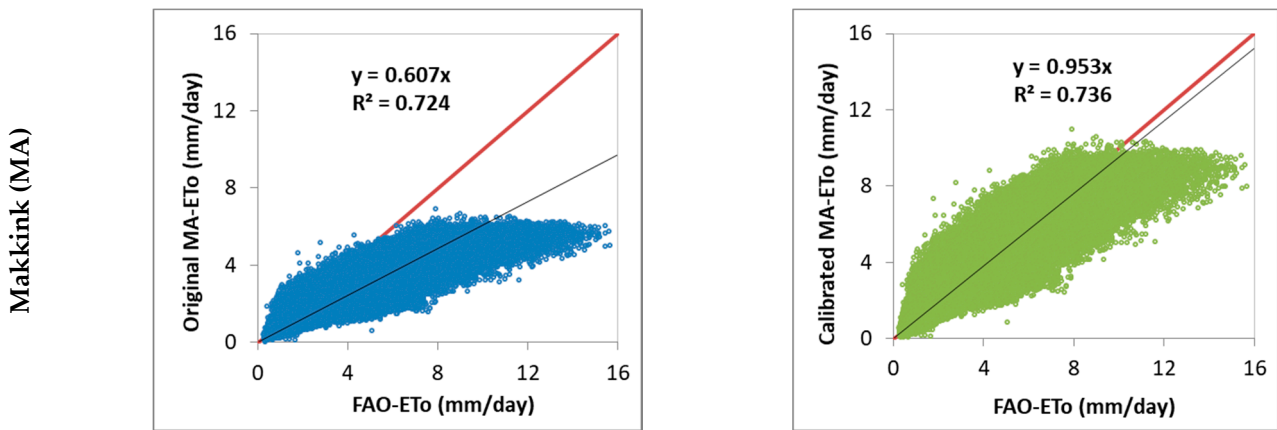 Makkink (MA)
Original MA-ETo (mm/day)
16
12
8
4
0
y = 0.607x
R² = 0.724
0 4 8 12 16
FAO-ETo (mm/day)
Calibrated MA-ETo (mm/day)
16
12
8
4
0
y = 0.953x
R² = 0.736
0 4 8 12 16
FAO-ETo (mm/day)